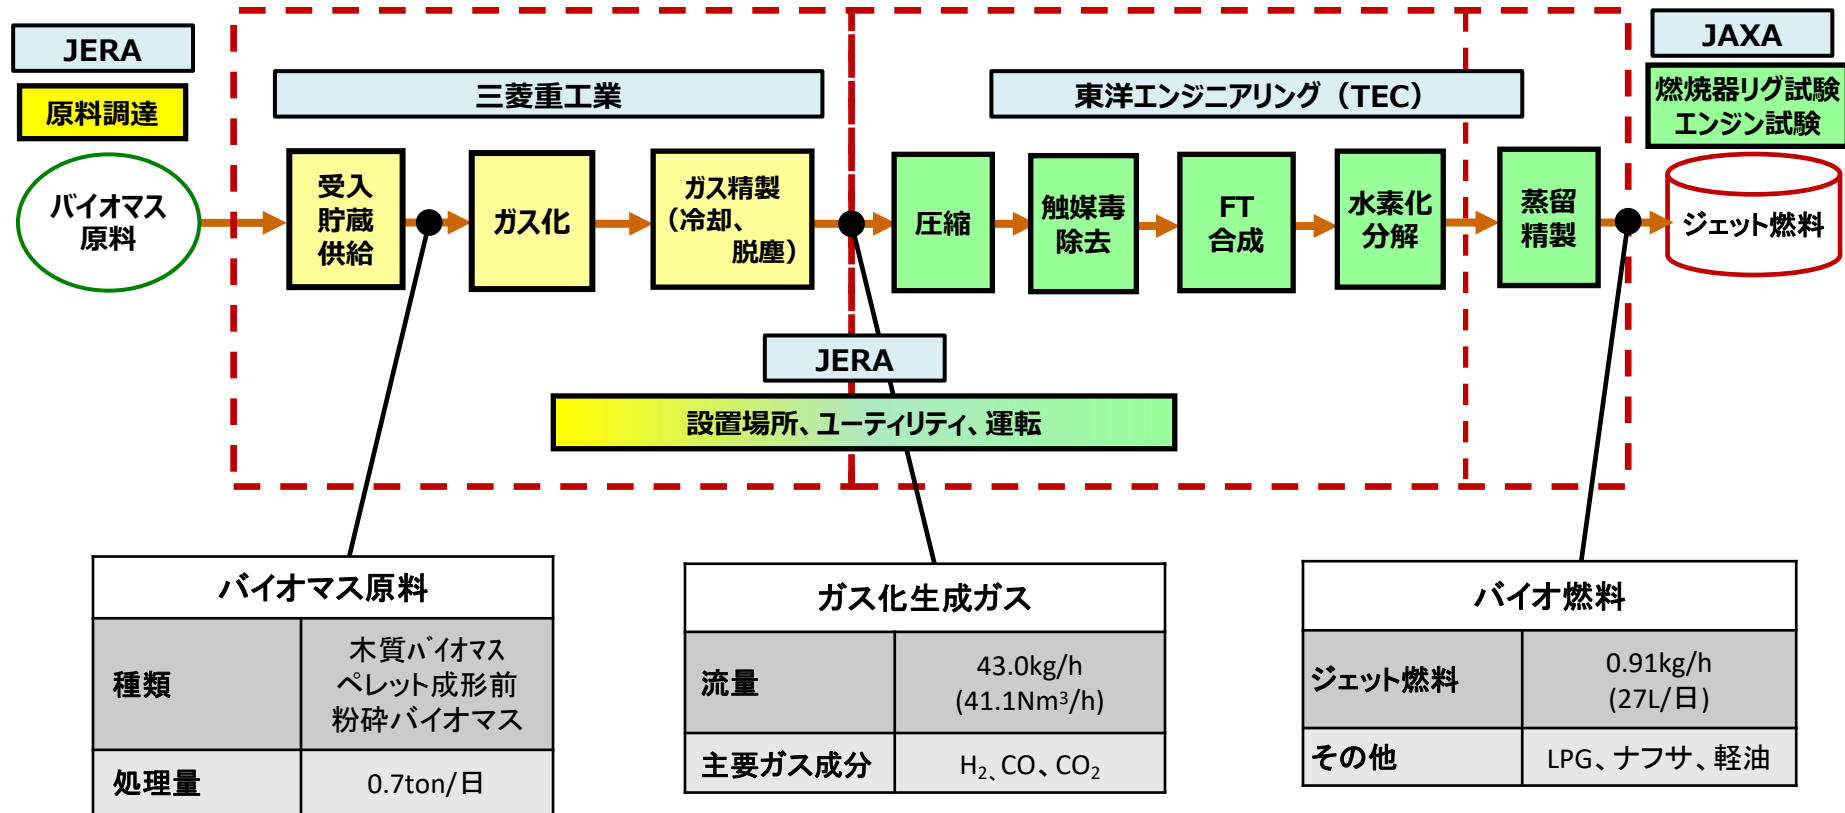 JERA
原料調達
バイオマス
原料
三菱重工業
受入
貯蔵
供給
ガス化
ガス精製
（冷却、
脱塵）
東洋エンジニアリング（TEC）
圧縮
触媒毒
除去
FT
合成
水素化
分解
蒸留
精製
JAXA
燃焼器リグ試験
エンジン試験
ジェット燃料
JERA
設置場所、ユーティリティ、運転
バイオマス原料
種類
木質バイオマス
ペレット成形前
粉砕バイオマス
処理量
0.7ton/日
ガス化生成ガス
流量
43.0kg/h
(41.1Nm³/h)
主要ガス成分
H₂、CO、CO₂
バイオ燃料
ジェット燃料
0.91kg/h
(27L/日)
その他
LPG、ナフサ、軽油